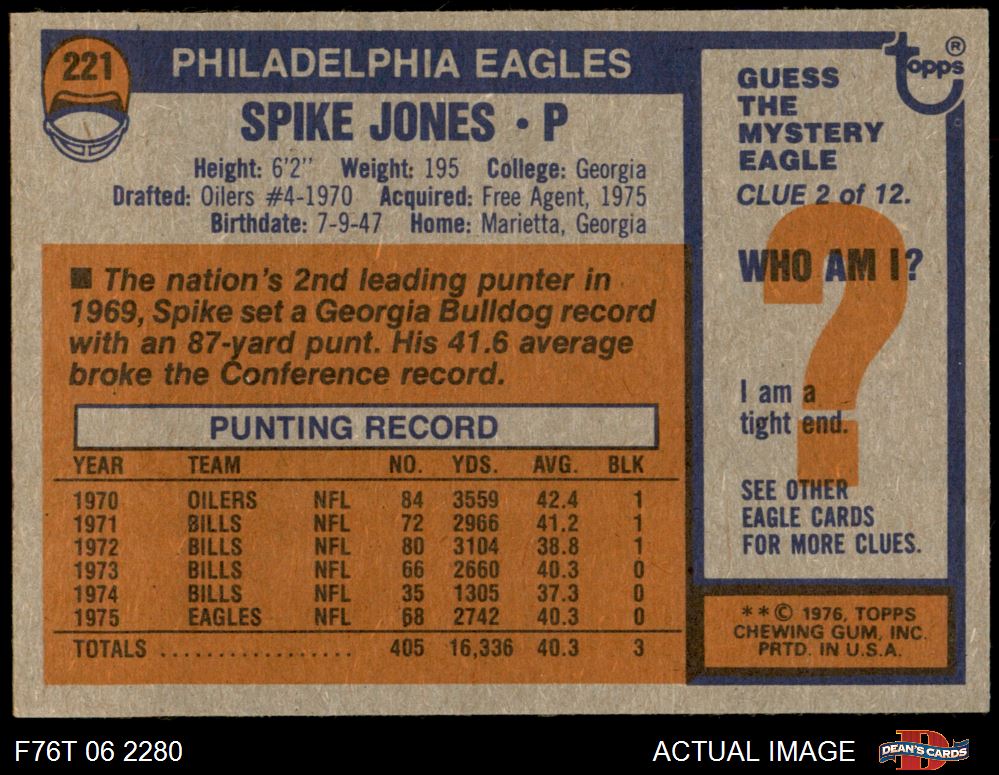 221
PHILADELPHIA EAGLES
SPIKE JONES • P
Height: 6'2" Weight: 195 College: Georgia
Drafted: Oilers #4-1970 Acquired: Free Agent, 1975
Birthdate: 7-9-47 Home: Marietta, Georgia
■ The nation's 2nd leading punter in
1969, Spike set a Georgia Bulldog record
with an 87-yard punt. His 41.6 average
broke the Conference record.
PUNTING RECORD
YEAR TEAM NO. YDS. AVG. BLK
1970 OILERS NFL 84 3559 42.4 1
1971 BILLS NFL 72 2966 41.2 1
1972 BILLS NFL 80 3104 38.8 1
1973 BILLS NFL 66 2660 40.3 0
1974 BILLS NFL 35 1305 37.3 0
1975 EAGLES NFL 68 2742 40.3 0
TOTALS .................. 405 16,336 40.3 3
topps ®
GUESS
THE
MYSTERY
EAGLE
CLUE 2 of 12.
WHO AM I?
?
I am a
tight end.
SEE OTHER
EAGLE CARDS
FOR MORE CLUES.
**© 1976, TOPPS
CHEWING GUM, INC.
PRTD. IN U.S.A.
F76T 06 2280
ACTUAL IMAGE
D
DEAN'S CARDS